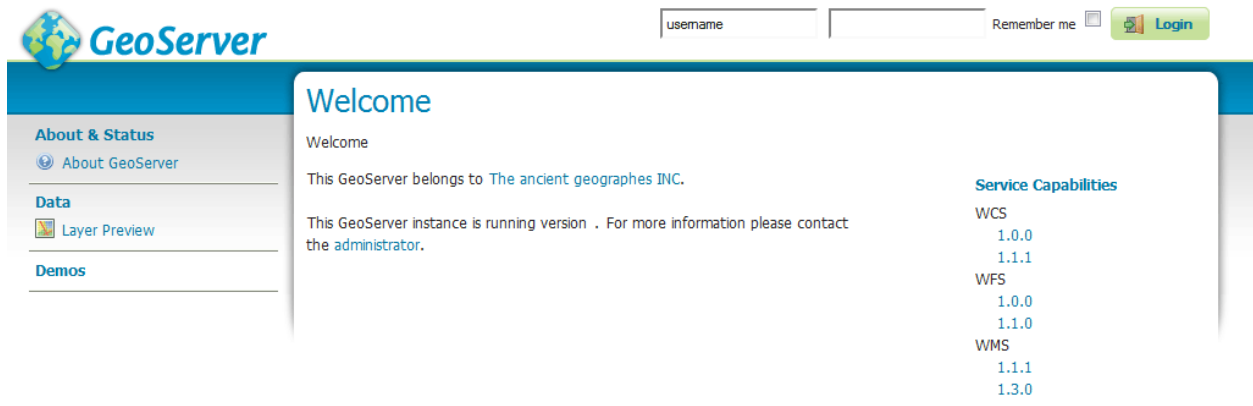 GeoServer
username
Remember me
Login
About & Status
About GeoServer
Data
Layer Preview
Demos
Welcome
Welcome
This GeoServer belongs to The ancient geographes INC.
This GeoServer instance is running version . For more information please contact
the administrator.
Service Capabilities
WCS
1.0.0
1.1.1
WFS
1.0.0
1.1.0
WMS
1.1.1
1.3.0